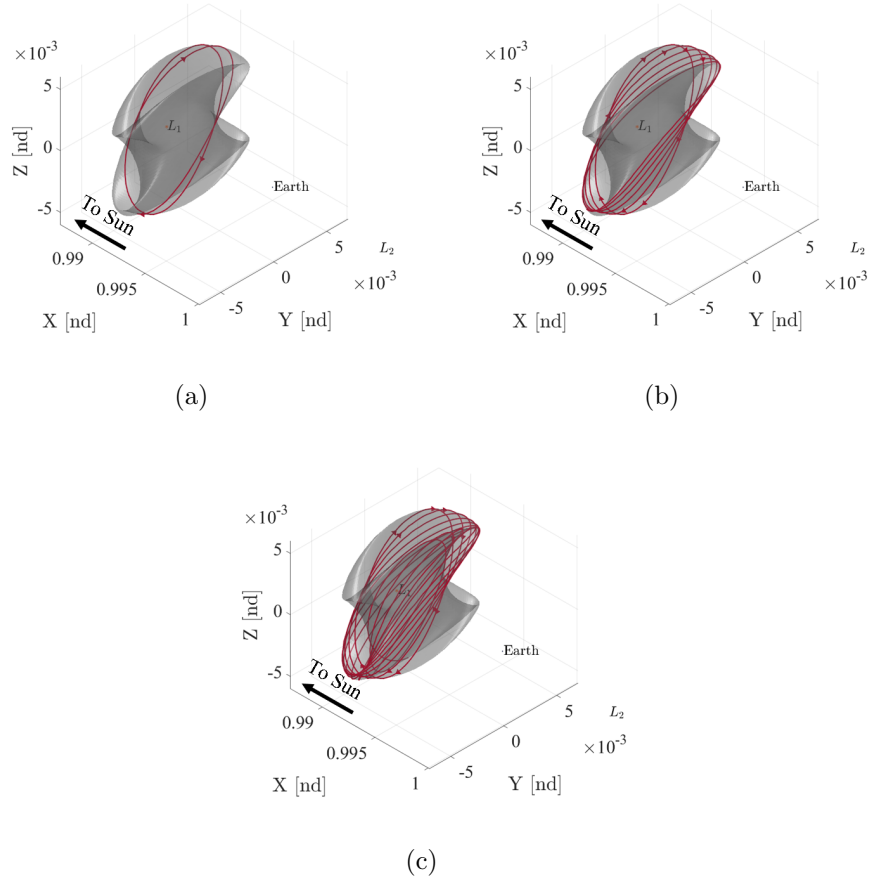 ×10⁻³
5
0
-5
Z [nd]
L₁
Earth
To Sun
0.99
0.995
1
X [nd]
-5
0
5
×10⁻³
Y [nd]
L₂
(a)
×10⁻³
5
0
-5
Z [nd]
L₁
Earth
To Sun
0.99
0.995
1
X [nd]
-5
0
5
×10⁻³
Y [nd]
L₂
(b)
×10⁻³
5
0
-5
Z [nd]
L₁
Earth
To Sun
0.99
0.995
1
X [nd]
-5
0
5
×10⁻³
Y [nd]
L₂
(c)